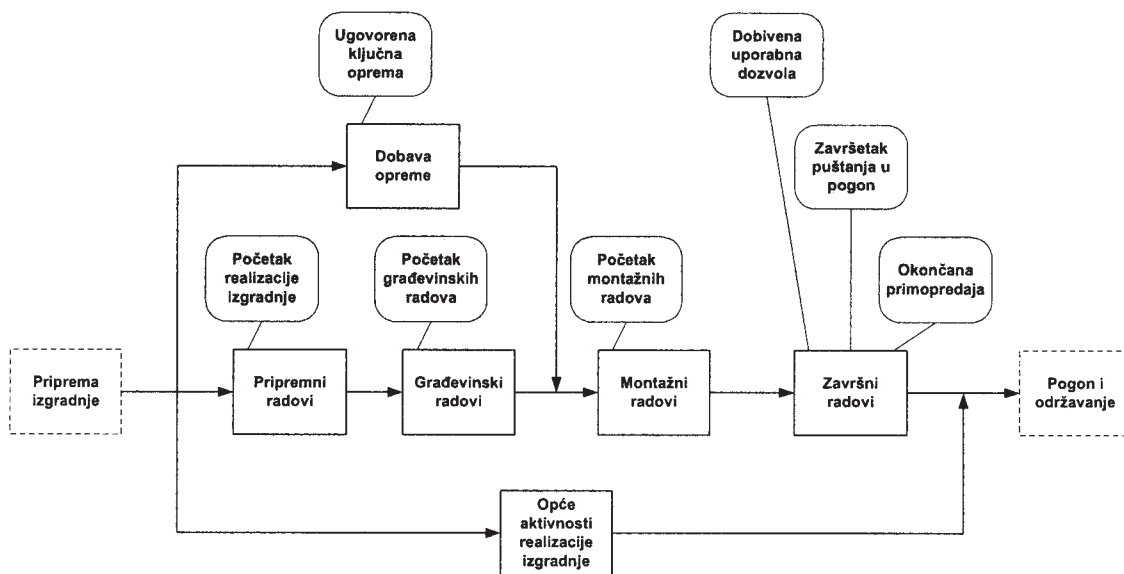 Ugovorena
ključna
oprema
Dobivena
uporabna
dozvola
Dobava
opreme
Završetak
puštanja u
pogon
Početak
realizacije
izgradnje
Početak
građevinskih
radova
Početak
montažnih
radova
Okončana
primopredaja
Priprema
izgradnje
Pripremni
radovi
Građevinski
radovi
Montažni
radovi
Završni
radovi
Pogon i
održavanje
Opće
aktivnosti
realizacije
izgradnje